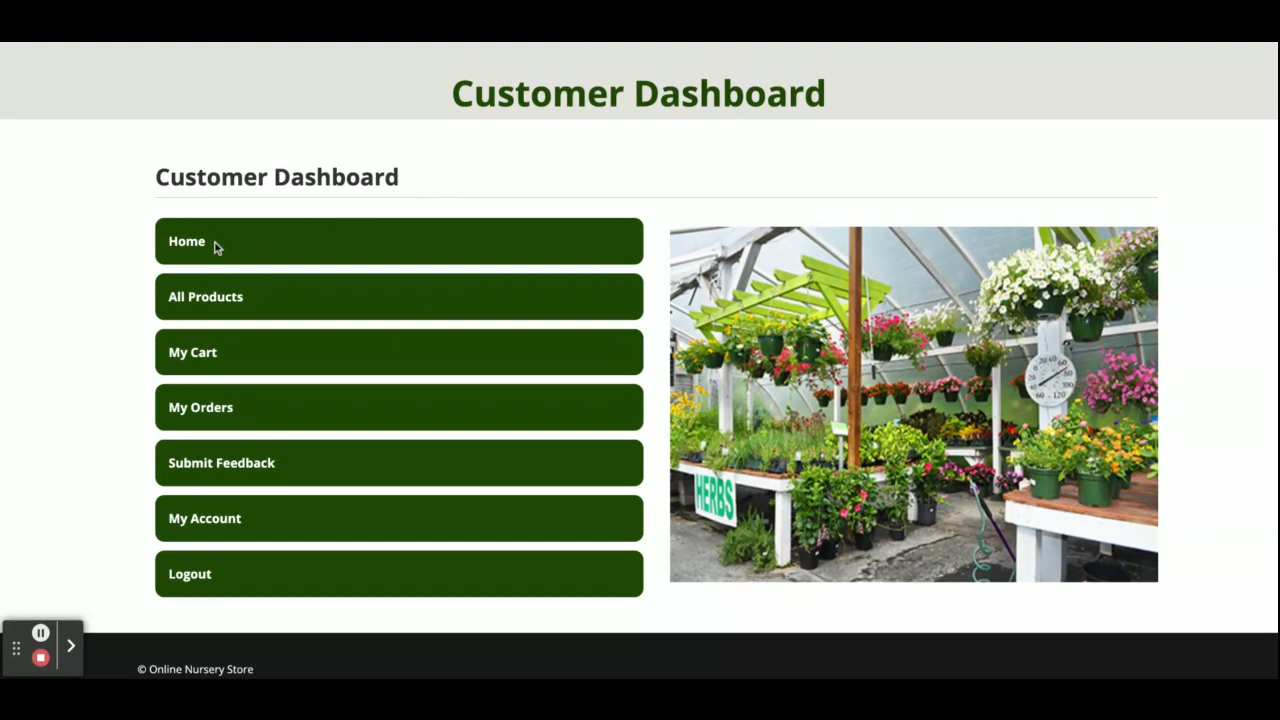 Customer Dashboard
Customer Dashboard
Home
All Products
My Cart
My Orders
Submit Feedback
My Account
Logout
HERBS
© Online Nursery Store